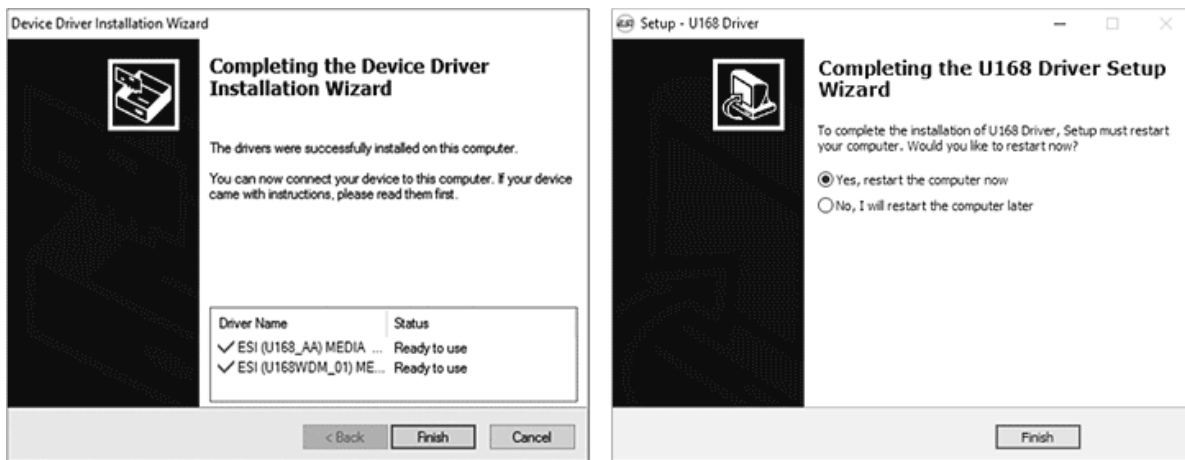 Device Driver Installation Wizard
Completing the Device Driver
Installation Wizard
The drivers were successfully installed on this computer.
You can now connect your device to this computer. If your device
came with instructions, please read them first.
Driver Name Status
ESI (U168_AA) MEDIA ... Ready to use
ESI (U168WDM_01) ME... Ready to use
< Back Finish Cancel
Setup - U168 Driver
Completing the U168 Driver Setup
Wizard
To complete the installation of U168 Driver, Setup must restart
your computer. Would you like to restart now?
Yes, restart the computer now
No, I will restart the computer later
Finish